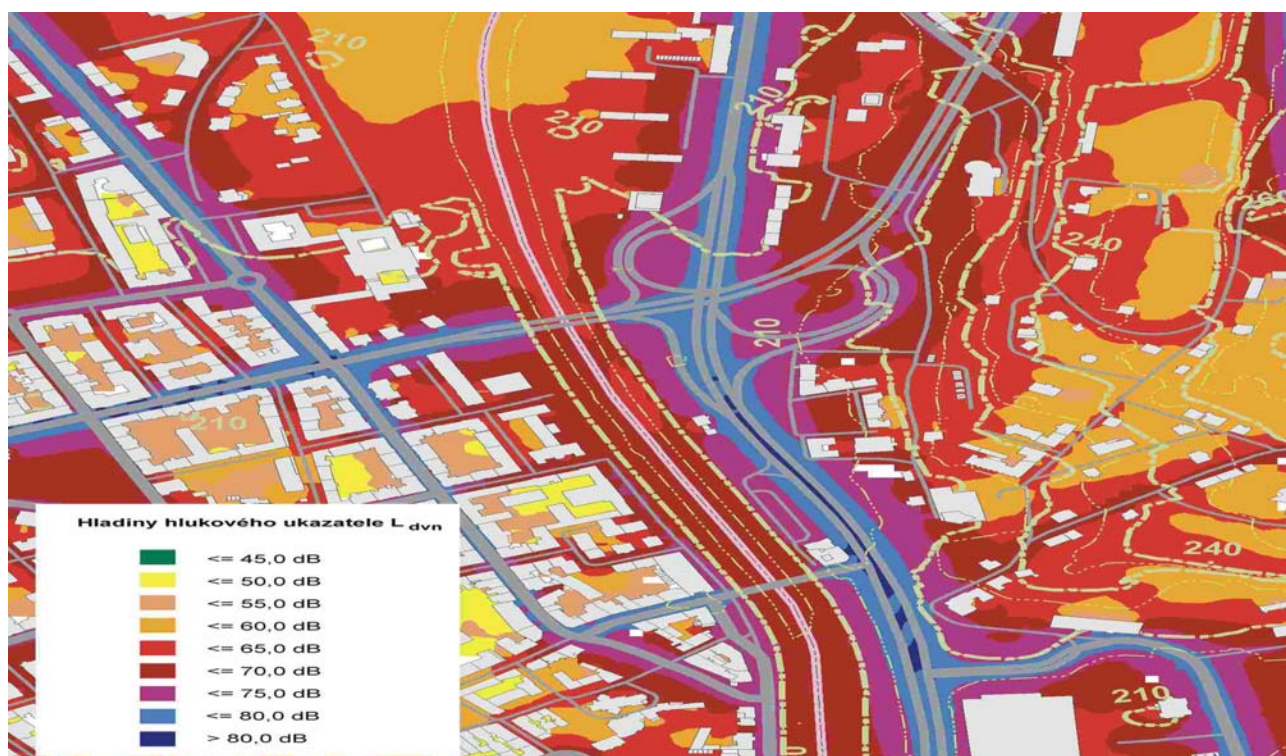 210
210
210
210
240
210
Hladiny hlukového ukazatele L dvn
<= 45,0 dB
<= 50,0 dB
<= 55,0 dB
<= 60,0 dB
<= 65,0 dB
<= 70,0 dB
<= 75,0 dB
<= 80,0 dB
> 80,0 dB
240
210